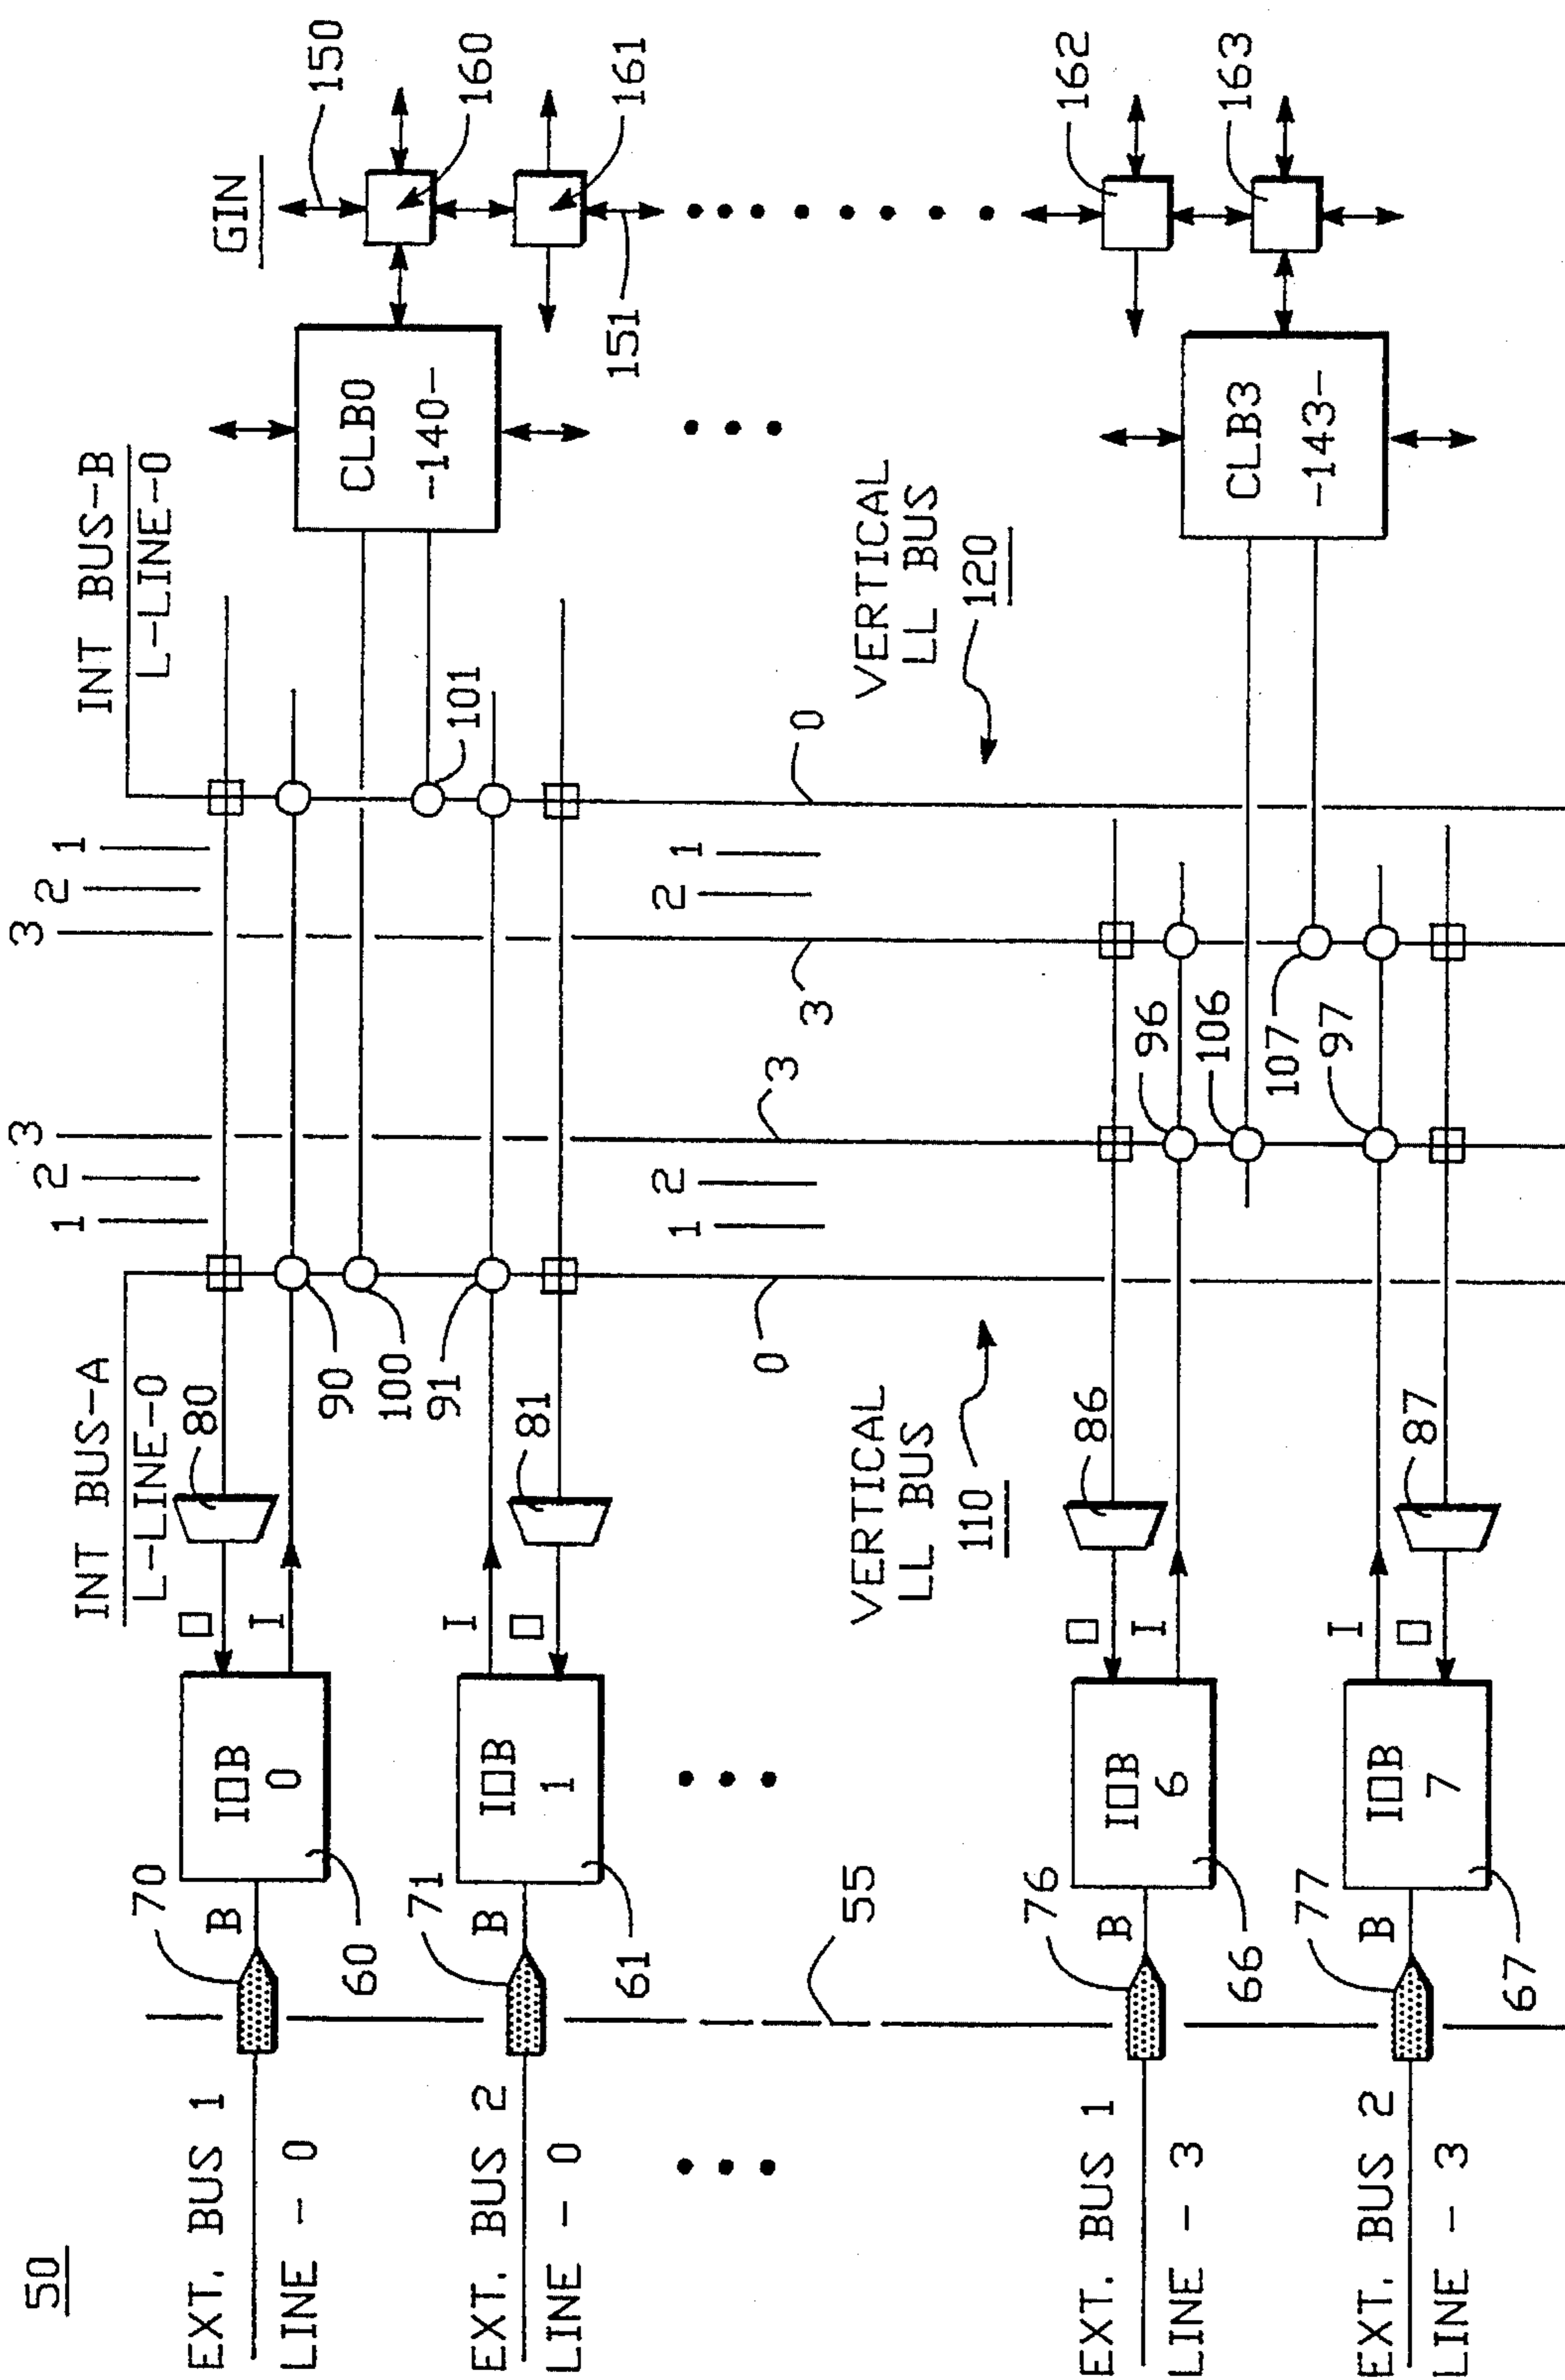 50
EXT. BUS 1
LINE - 0
EXT. BUS 2
LINE - 0
EXT. BUS 1
LINE - 3
EXT. BUS 2
LINE - 3
70
B
60
71
B
61
55
76
B
66
77
B
67
IOB
0
IOB
1
IOB
6
IOB
7
O
I
I
O
O
I
I
O
INT BUS-A
L-LINE-0
80
90
100
91
81
VERTICAL
LL BUS
110
86
87
0
1
2
3
1
2
3
96
106
107
97
3
2
1
3
2
1
0
INT BUS-B
L-LINE-0
101
VERTICAL
LL BUS
120
CLB0
-140-
CLB3
-143-
GIN
150
160
161
151
162
163